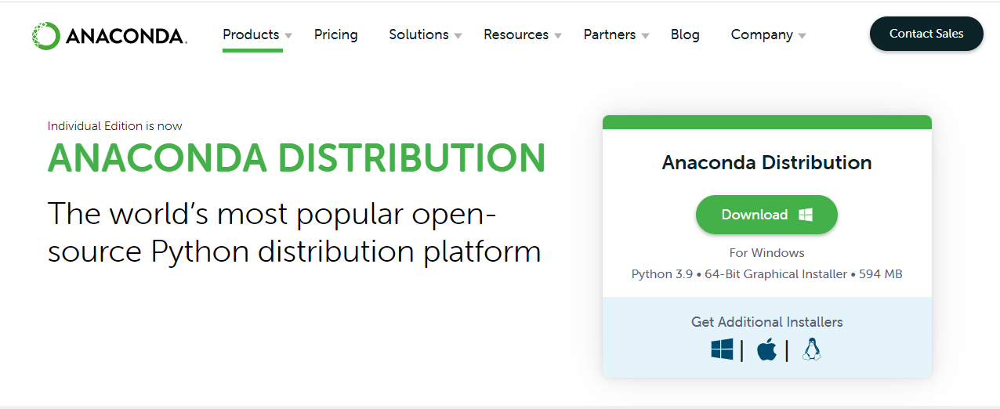 ANACONDA.
Products
Pricing
Solutions
Resources
Partners
Blog
Company
Contact Sales
Individual Edition is now
ANACONDA DISTRIBUTION
The world’s most popular open-
source Python distribution platform
Anaconda Distribution
Download
For Windows
Python 3.9 • 64-Bit Graphical Installer • 594 MB
Get Additional Installers